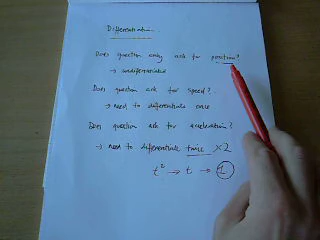 Differentiation
Does question only ask for position?
→ undifferentiated
Does question ask for speed?
→ need to differentiate once
Does question ask for acceleration?
→ need to differentiate twice ×2
t² → t → 1